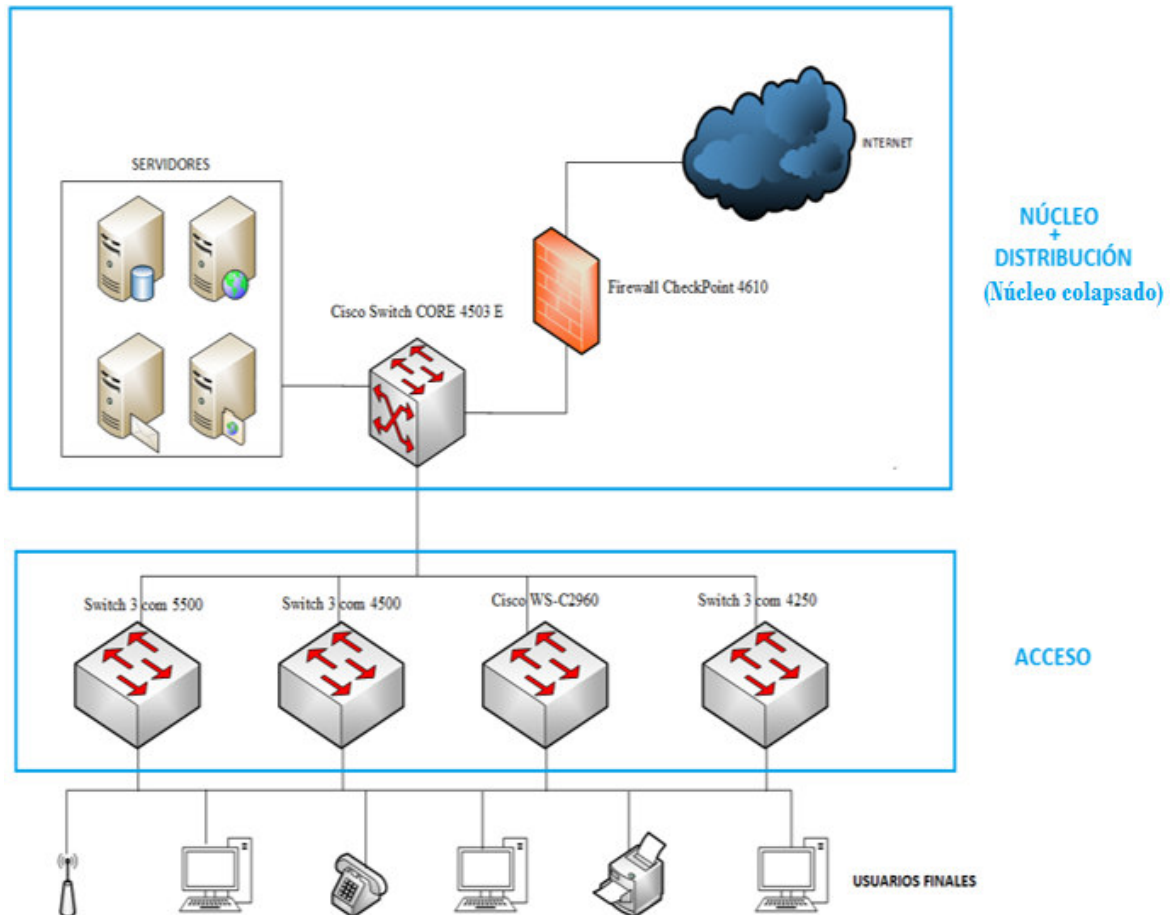 SERVIDORES
INTERNET
Firewall CheckPoint 4610
Cisco Switch CORE 4503 E
NÚCLEO
+
DISTRIBUCIÓN
(Núcleo colapsado)
Switch 3 com 5500
Switch 3 com 4500
Cisco WS-C2960
Switch 3 com 4250
ACCESO
USUARIOS FINALES